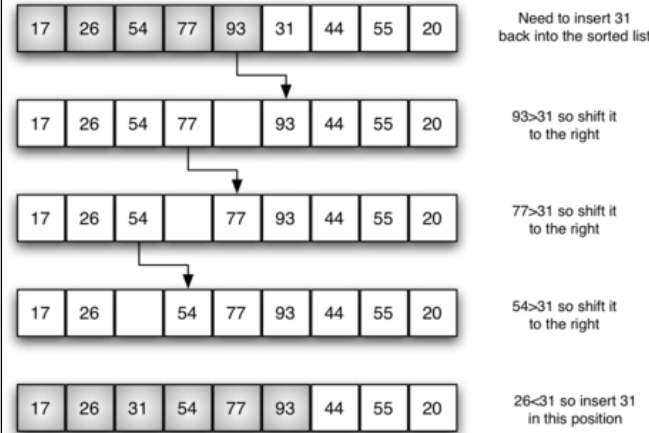 17 26 54 77 93 31 44 55 20
Need to insert 31
back into the sorted list
17 26 54 77 93 44 55 20
93>31 so shift it
to the right
17 26 54 77 93 44 55 20
77>31 so shift it
to the right
17 26 54 77 93 44 55 20
54>31 so shift it
to the right
17 26 31 54 77 93 44 55 20
26<31 so insert 31
in this position